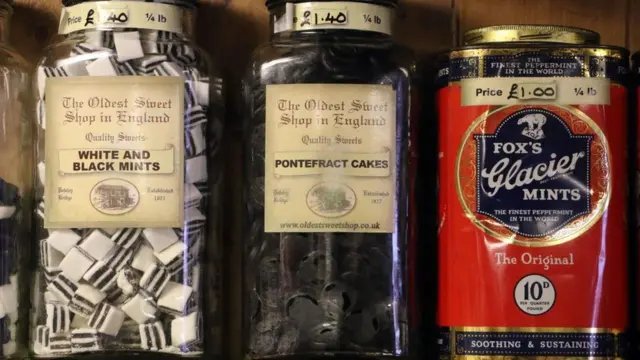 Price £1.40 ¼ lb
The Oldest Sweet
Shop in England
Quality Sweets
WHITE AND
BLACK MINTS
Established
1827
£1.40 ¼ lb
The Oldest Sweet
Shop in England
Quality Sweets
PONTEFRACT CAKES
Established
1827
www.oldestsweetshop.co.uk
THE FINEST PEPPERMINT
IN THE WORLD
Price £1.00 ¼ lb
FOX'S
Glacier
MINTS
THE FINEST PEPPERMINT
IN THE WORLD
The Original
10D
PER QUARTER
POUND
SOOTHING & SUSTAINING